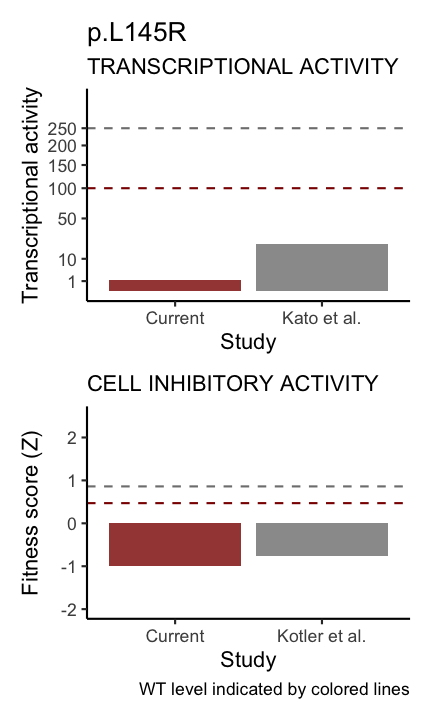 p.L145R
TRANSCRIPTIONAL ACTIVITY
Transcriptional activity
250
200
150
100
50
10
1
Current
Kato et al.
Study
CELL INHIBITORY ACTIVITY
Fitness score (Z)
2
1
0
-1
-2
Current
Kotler et al.
Study
WT level indicated by colored lines